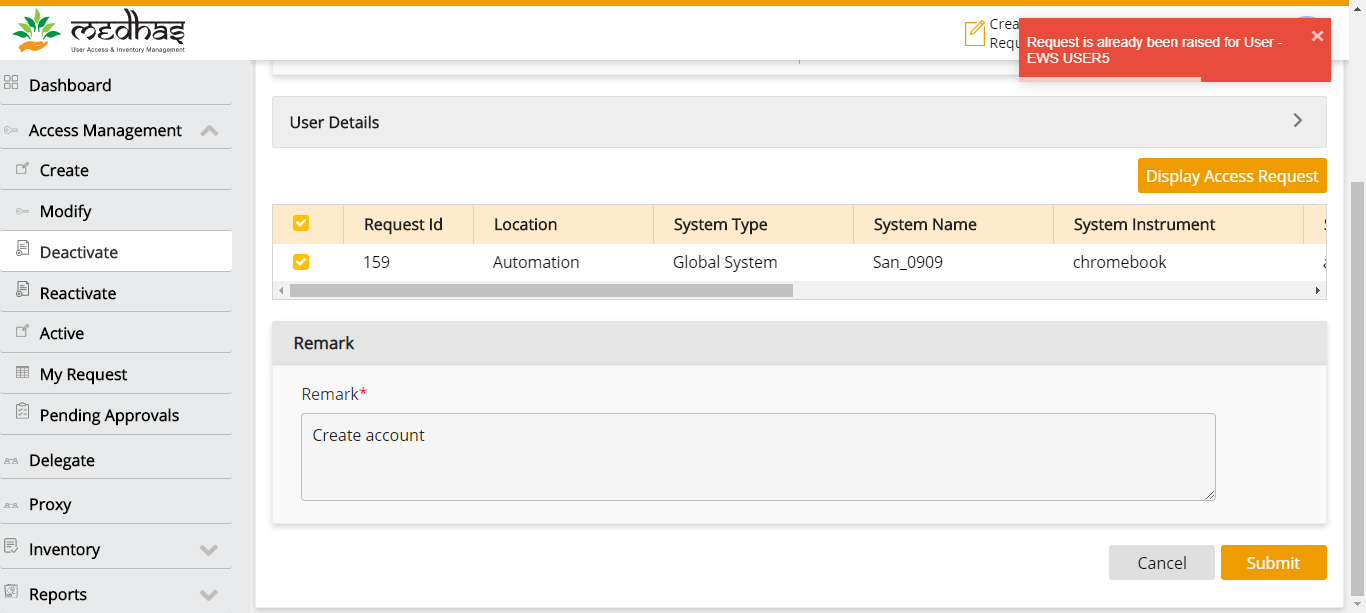 medhas
User Access & Inventory Management
Request is already been raised for User -
EWS USER5
Dashboard
Access Management
Create
Modify
Deactivate
Reactivate
Active
My Request
Pending Approvals
Delegate
Proxy
Inventory
Reports
User Details
Display Access Request
Request Id Location System Type System Name System Instrument
159 Automation Global System San_0909 chromebook
Remark
Remark*
Create account
Cancel Submit